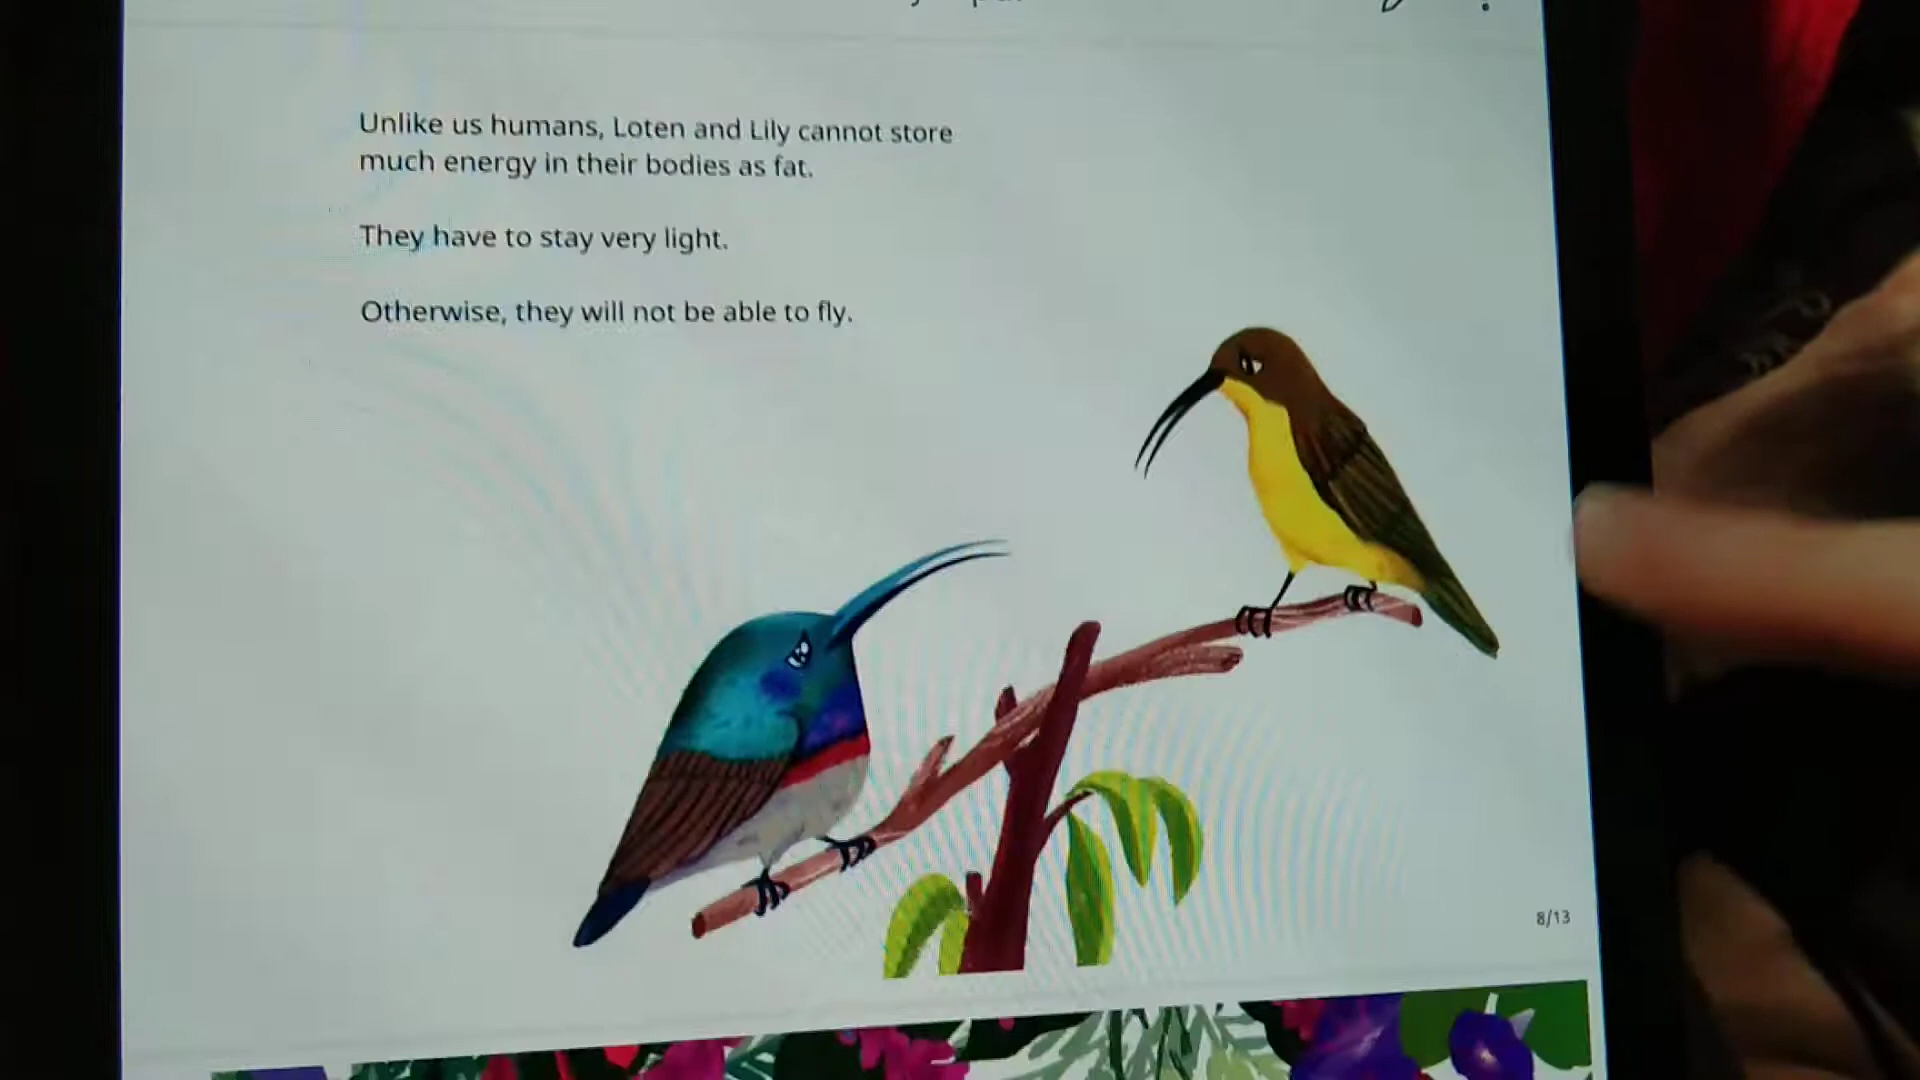 Unlike us humans, Loten and Lily cannot store
much energy in their bodies as fat.
They have to stay very light.
Otherwise, they will not be able to fly.
8/13